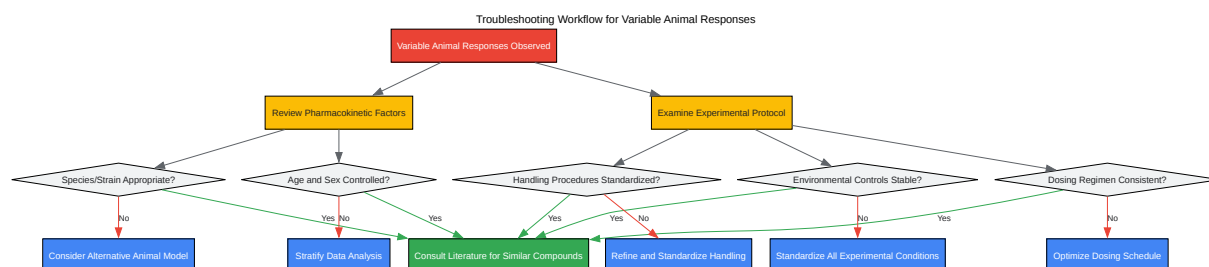 Troubleshooting Workflow for Variable Animal Responses
Variable Animal Responses Observed
Review Pharmacokinetic Factors
Examine Experimental Protocol
Species/Strain Appropriate?
Age and Sex Controlled?
Handling Procedures Standardized?
Environmental Controls Stable?
Dosing Regimen Consistent?
No
Yes
No
Yes
Yes
No
Yes
No
Yes
No
Consider Alternative Animal Model
Stratify Data Analysis
Consult Literature for Similar Compounds
Refine and Standardize Handling
Standardize All Experimental Conditions
Optimize Dosing Schedule